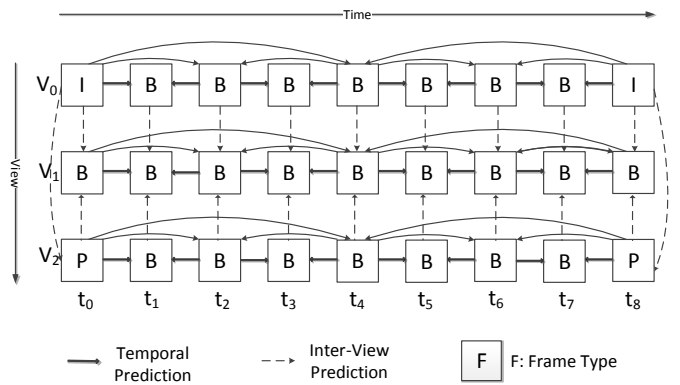 Time
View
V0 I B B B B B B B I
V1 B B B B B B B B B
V2 P B B B B B B B P
t0 t1 t2 t3 t4 t5 t6 t7 t8
Temporal Prediction
Inter-View Prediction
F F: Frame Type